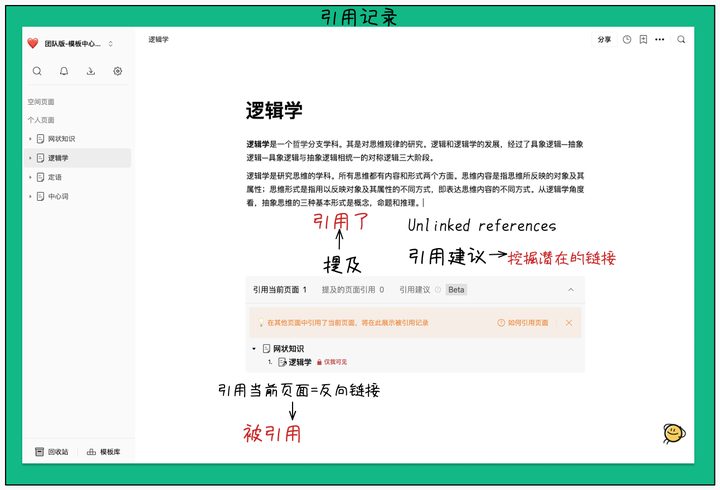 引用记录
团队版-模板中心...
逻辑学
分享
空间页面
个人页面
网状知识
逻辑学
定语
中心词
逻辑学
逻辑学是一个哲学分支学科。其是对思维规律的研究。逻辑和逻辑学的发展，经过了具象逻辑—抽象
逻辑—具象逻辑与抽象逻辑相统一的对称逻辑三大阶段。
逻辑学是研究思维的学科。所有思维都有内容和形式两个方面。思维内容是指思维所反映的对象及其
属性；思维形式是指用以反映对象及其属性的不同方式，即表达思维内容的不同方式。从逻辑学角度
看，抽象思维的三种基本形式是概念，命题和推理。
引用了
Unlinked references
提及
引用建议→挖掘潜在的链接
引用当前页面 1 提及的页面引用 0 引用建议 Beta
在其他页面中引用了当前页面，将在此展示被引用记录 如何引用页面
网状知识
1. 逻辑学 仅我可见
引用当前页面=反向链接
被引用
回收站 模板库